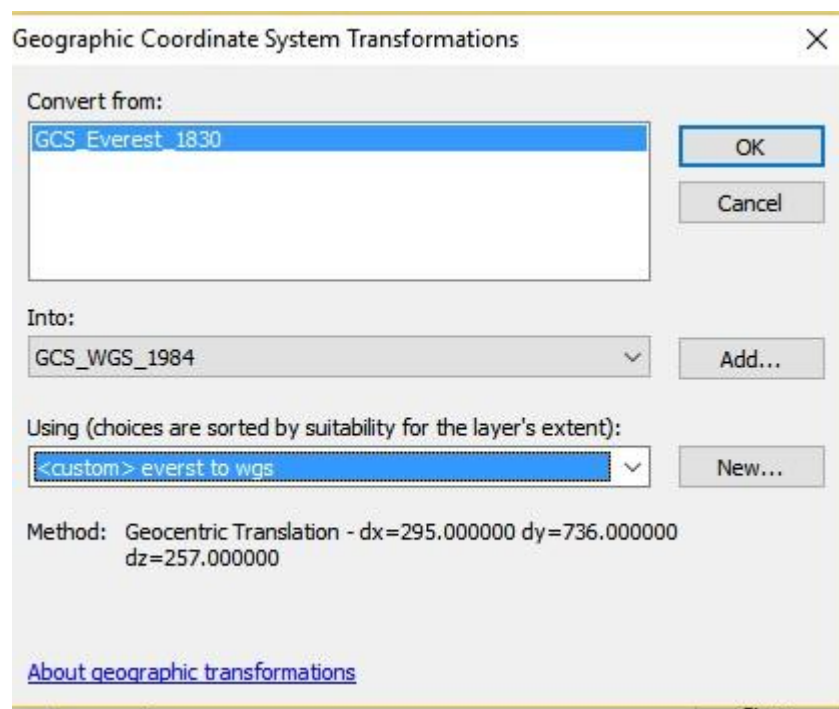 Geographic Coordinate System Transformations
Convert from:
GCS_Everest_1830
OK
Cancel
Into:
GCS_WGS_1984
Add...
Using (choices are sorted by suitability for the layer's extent):
<custom> everst to wgs
New...
Method: Geocentric Translation - dx=295.000000 dy=736.000000
dz=257.000000
About geographic transformations